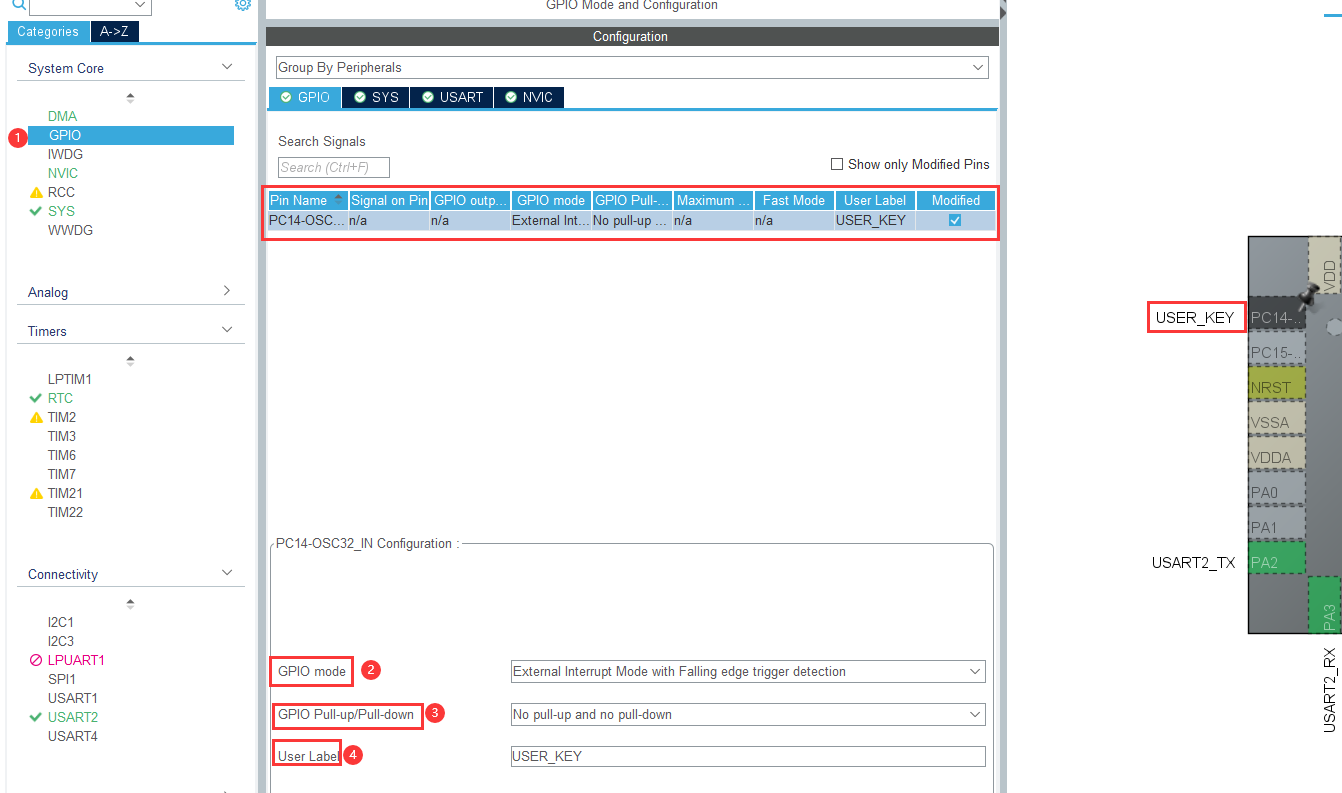 GPIO Mode and Configuration
Categories
A->Z
Configuration
System Core
Group By Peripherals
GPIO
SYS
USART
NVIC
DMA
1
GPIO
IWDG
NVIC
RCC
SYS
WWDG
Search Signals
Search (Ctrl+F)
Show only Modified Pins
Pin Name
Signal on Pin
GPIO outp...
GPIO mode
GPIO Pull-...
Maximum ...
Fast Mode
User Label
Modified
PC14-OSC...
n/a
n/a
External Int...
No pull-up ...
n/a
n/a
USER_KEY
Analog
Timers
LPTIM1
RTC
TIM2
TIM3
TIM6
TIM7
TIM21
TIM22
Connectivity
I2C1
I2C3
LPUART1
SPI1
USART1
USART2
USART4
PC14-OSC32_IN Configuration :
GPIO mode
2
External Interrupt Mode with Falling edge trigger detection
GPIO Pull-up/Pull-down
3
No pull-up and no pull-down
User Label
4
USER_KEY
VDD
USER_KEY
PC14-..
PC15-..
NRST
VSSA
VDDA
PA0
PA1
USART2_TX
PA2
PA3
USART2_RX